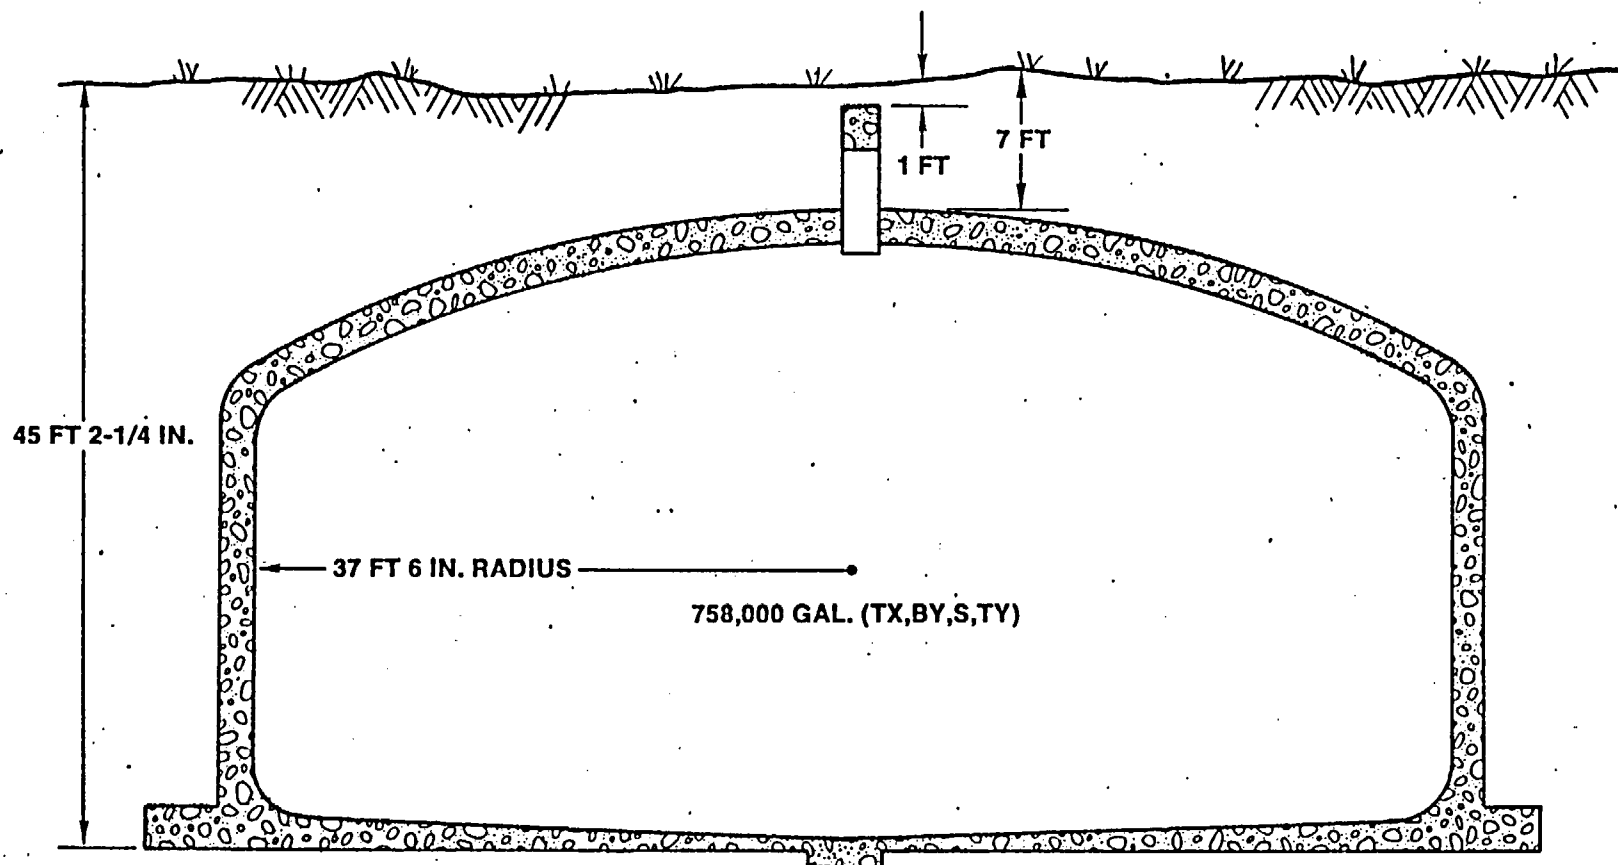 7 FT
1 FT
45 FT 2-1/4 IN.
37 FT 6 IN. RADIUS
758,000 GAL. (TX,BY,S,TY)